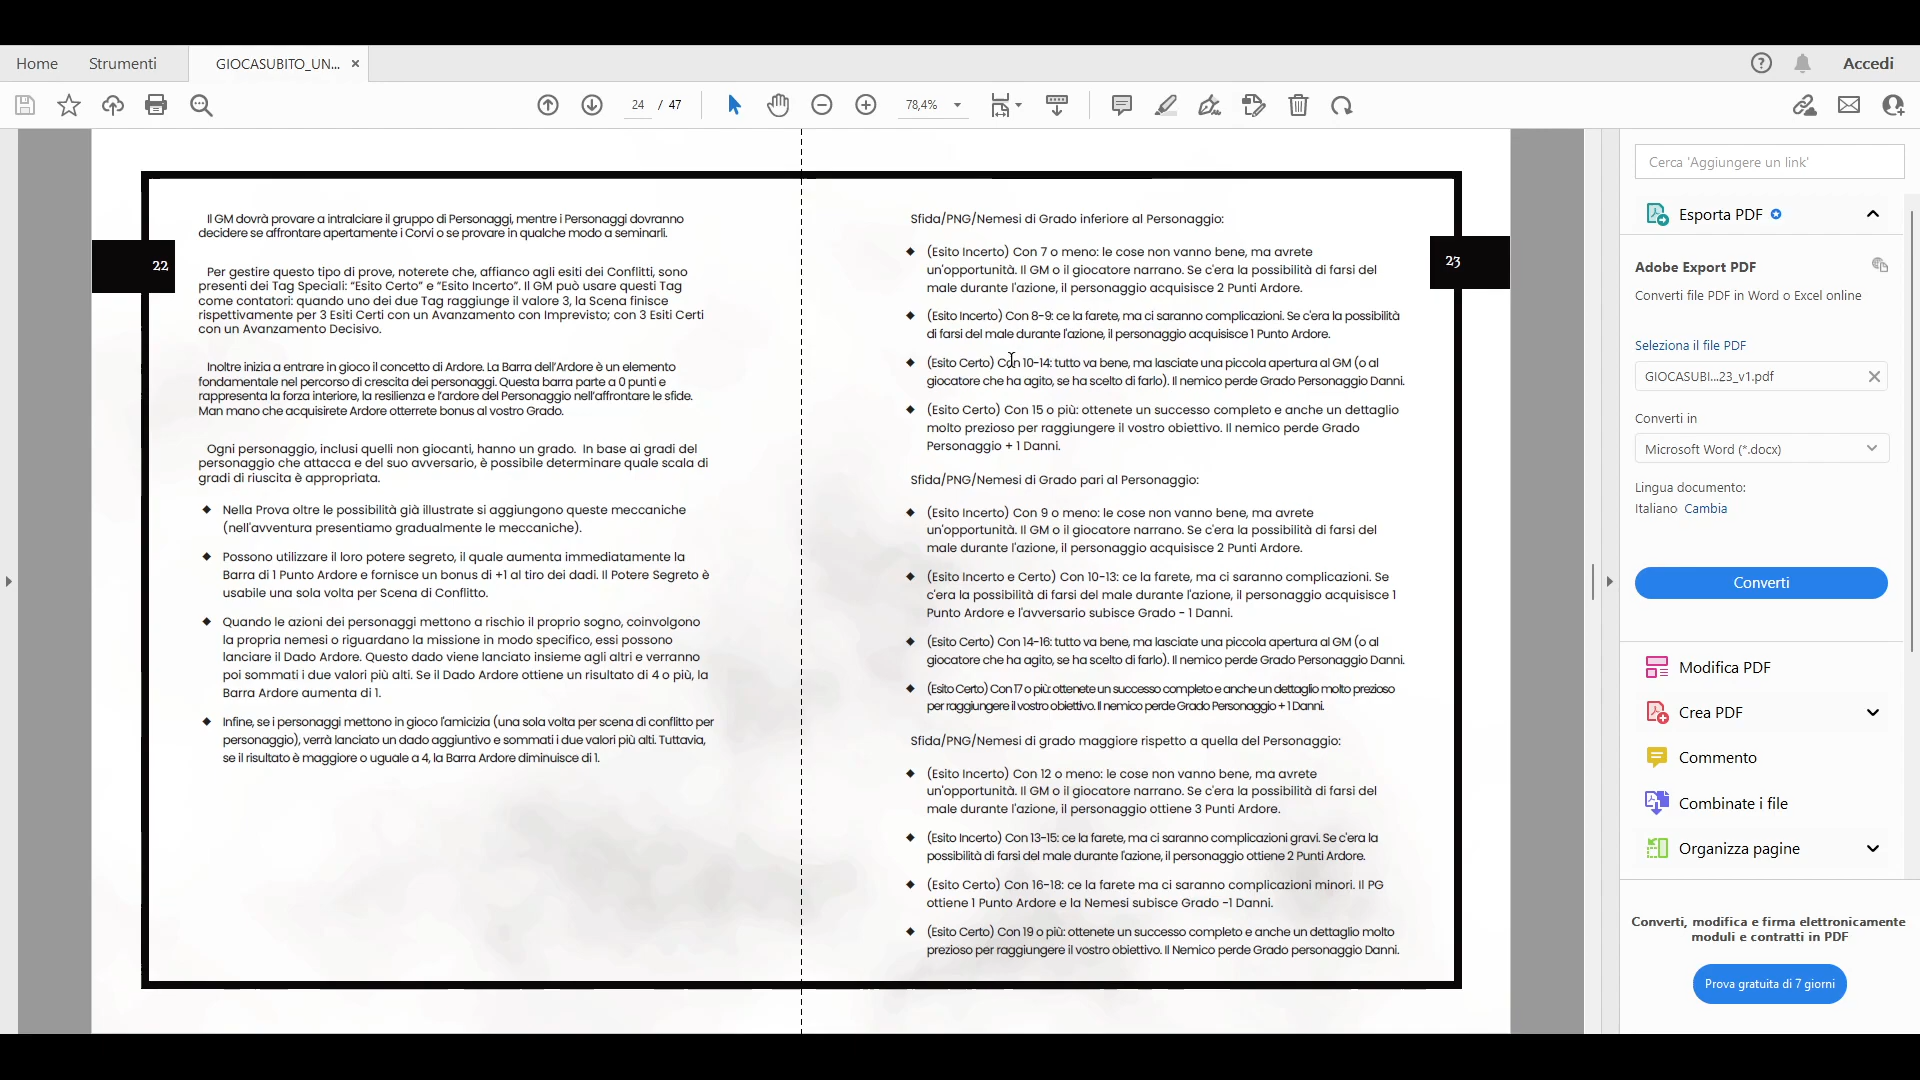 Home
Strumenti
GIOCASUBITO_UN...
Accedi
24 / 47
78,4%
22
Il GM dovrà provare a intralciare il gruppo di Personaggi, mentre i Personaggi dovranno
decidere se affrontare apertamente i Corvi o se provare in qualche modo a seminarli.
Per gestire questo tipo di prove, noterete che, affianco agli esiti dei Conflitti, sono
presenti dei Tag Speciali: “Esito Certo” e “Esito Incerto”. Il GM può usare questi Tag
come contatori: quando uno dei due Tag raggiunge il valore 3, la Scena finisce
rispettivamente per 3 Esiti Certi con un Avanzamento con Imprevisto; con 3 Esiti Certi
con un Avanzamento Decisivo.
Inoltre inizia a entrare in gioco il concetto di Ardore. La Barra dell’Ardore è un elemento
fondamentale nel percorso di crescita dei personaggi. Questa barra parte a 0 punti e
rappresenta la forza interiore, la resilienza e l’ardore del Personaggio nell’affrontare le sfide.
Man mano che acquisirete Ardore otterrete bonus al vostro Grado.
Ogni personaggio, inclusi quelli non giocanti, hanno un grado. In base ai gradi del
personaggio che attacca e del suo avversario, è possibile determinare quale scala di
gradi di riuscita è appropriata.
◆ Nella Prova oltre le possibilità già illustrate si aggiungono queste meccaniche
(nell'avventura presentiamo gradualmente le meccaniche).
◆ Possono utilizzare il loro potere segreto, il quale aumenta immediatamente la
Barra di 1 Punto Ardore e fornisce un bonus di +1 al tiro dei dadi. Il Potere Segreto è
usabile una sola volta per Scena di Conflitto.
◆ Quando le azioni dei personaggi mettono a rischio il proprio sogno, coinvolgono
la propria nemesi o riguardano la missione in modo specifico, essi possono
lanciare il Dado Ardore. Questo dado viene lanciato insieme agli altri e verranno
poi sommati i due valori più alti. Se il Dado Ardore ottiene un risultato di 4 o più, la
Barra Ardore aumenta di 1.
◆ Infine, se i personaggi mettono in gioco l'amicizia (una sola volta per scena di conflitto per
personaggio), verrà lanciato un dado aggiuntivo e sommati i due valori più alti. Tuttavia,
se il risultato è maggiore o uguale a 4, la Barra Ardore diminuisce di 1.
23
Sfida/PNG/Nemesi di Grado inferiore al Personaggio:
◆ (Esito Incerto) Con 7 o meno: le cose non vanno bene, ma avrete
un'opportunità. Il GM o il giocatore narrano. Se c'era la possibilità di farsi del
male durante l'azione, il personaggio acquisisce 2 Punti Ardore.
◆ (Esito Incerto) Con 8-9: ce la farete, ma ci saranno complicazioni. Se c'era la possibilità
di farsi del male durante l'azione, il personaggio acquisisce 1 Punto Ardore.
◆ (Esito Certo) Con 10-14: tutto va bene, ma lasciate una piccola apertura al GM (o al
giocatore che ha agito, se ha scelto di farlo). Il nemico perde Grado Personaggio Danni.
◆ (Esito Certo) Con 15 o più: ottenete un successo completo e anche un dettaglio
molto prezioso per raggiungere il vostro obiettivo. Il nemico perde Grado
Personaggio + 1 Danni.
Sfida/PNG/Nemesi di Grado pari al Personaggio:
◆ (Esito Incerto) Con 9 o meno: le cose non vanno bene, ma avrete
un'opportunità. Il GM o il giocatore narrano. Se c'era la possibilità di farsi del
male durante l'azione, il personaggio acquisisce 2 Punti Ardore.
◆ (Esito Incerto e Certo) Con 10-13: ce la farete, ma ci saranno complicazioni. Se
c'era la possibilità di farsi del male durante l'azione, il personaggio acquisisce 1
Punto Ardore e l'avversario subisce Grado - 1 Danni.
◆ (Esito Certo) Con 14-16: tutto va bene, ma lasciate una piccola apertura al GM (o al
giocatore che ha agito, se ha scelto di farlo). Il nemico perde Grado Personaggio Danni.
◆ (Esito Certo) Con 17 o più: ottenete un successo completo e anche un dettaglio molto prezioso
per raggiungere il vostro obiettivo. Il nemico perde Grado Personaggio + 1 Danni.
Sfida/PNG/Nemesi di grado maggiore rispetto a quella del Personaggio:
◆ (Esito Incerto) Con 12 o meno: le cose non vanno bene, ma avrete
un'opportunità. Il GM o il giocatore narrano. Se c'era la possibilità di farsi del
male durante l'azione, il personaggio ottiene 3 Punti Ardore.
◆ (Esito Incerto) Con 13-15: ce la farete, ma ci saranno complicazioni gravi. Se c'era la
possibilità di farsi del male durante l'azione, il personaggio ottiene 2 Punti Ardore.
◆ (Esito Certo) Con 16-18: ce la farete ma ci saranno complicazioni minori. Il PG
ottiene 1 Punto Ardore e la Nemesi subisce Grado -1 Danni.
◆ (Esito Certo) Con 19 o più: ottenete un successo completo e anche un dettaglio molto
prezioso per raggiungere il vostro obiettivo. Il Nemico perde Grado personaggio Danni.
Cerca 'Aggiungere un link'
Esporta PDF
Adobe Export PDF
Converti file PDF in Word o Excel online
Seleziona il file PDF
GIOCASUBI...23_v1.pdf
Converti in
Microsoft Word (*.docx)
Lingua documento:
Italiano Cambia
Converti
Modifica PDF
Crea PDF
Commento
Combinate i file
Organizza pagine
Converti, modifica e firma elettronicamente
moduli e contratti in PDF
Prova gratuita di 7 giorni